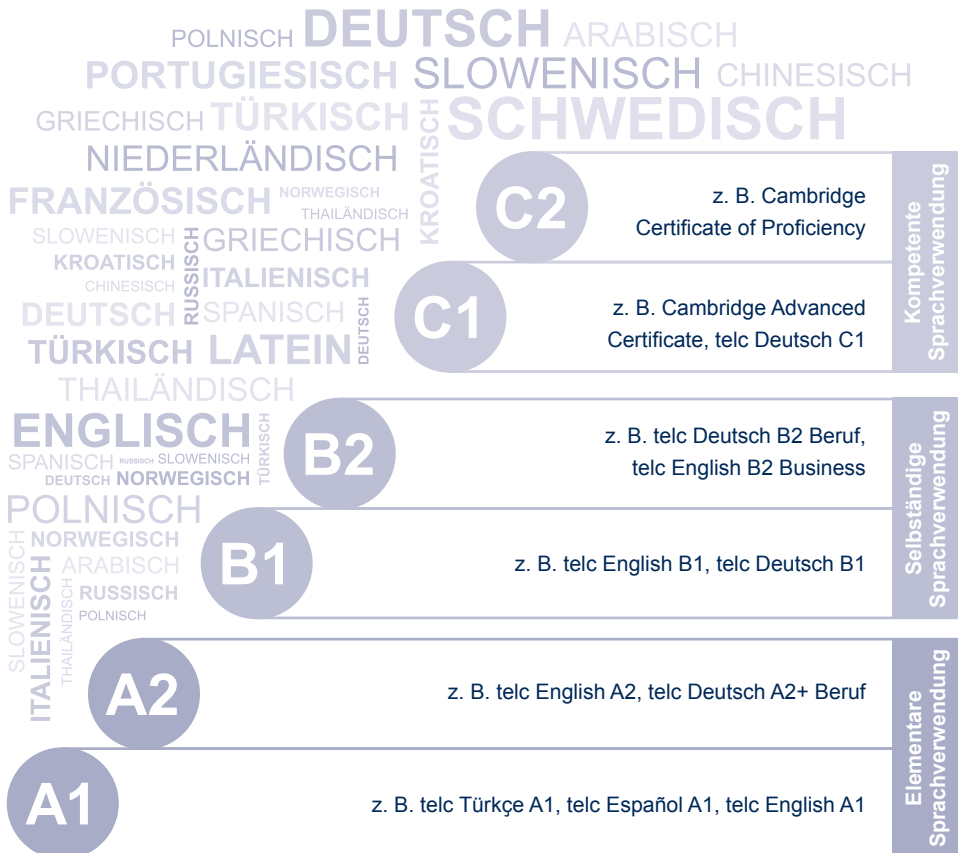 POLNISCH DEUTSCH ARABISCH
PORTUGIESISCH SLOWENISCH CHINESISCH
GRIECHISCH TÜRKISCH KROATISCH SCHWEDISCH
NIEDERLÄNDISCH
FRANZÖSISCH NORWEGISCH
THAILÄNDISCH
SLOWENISCH RUSSISCH GRIECHISCH
KROATISCH ITALIENISCH
CHINESISCH
DEUTSCH SPANISCH DEUTSCH
TÜRKISCH LATEIN
THAILÄNDISCH
ENGLISCH TÜRKISCH
SPANISCH RUSSISCH SLOWENISCH
DEUTSCH NORWEGISCH
POLNISCH
SLOWENISCH NORWEGISCH
ITALIENISCH ARABISCH
THAILÄNDISCH RUSSISCH
POLNISCH
C2
z. B. Cambridge
Certificate of Proficiency
C1
z. B. Cambridge Advanced
Certificate, telc Deutsch C1
Kompetente
Sprachverwendung
B2
z. B. telc Deutsch B2 Beruf,
telc English B2 Business
B1
z. B. telc English B1, telc Deutsch B1
Selbständige
Sprachverwendung
A2
z. B. telc English A2, telc Deutsch A2+ Beruf
A1
z. B. telc Türkçe A1, telc Español A1, telc English A1
Elementare
Sprachverwendung